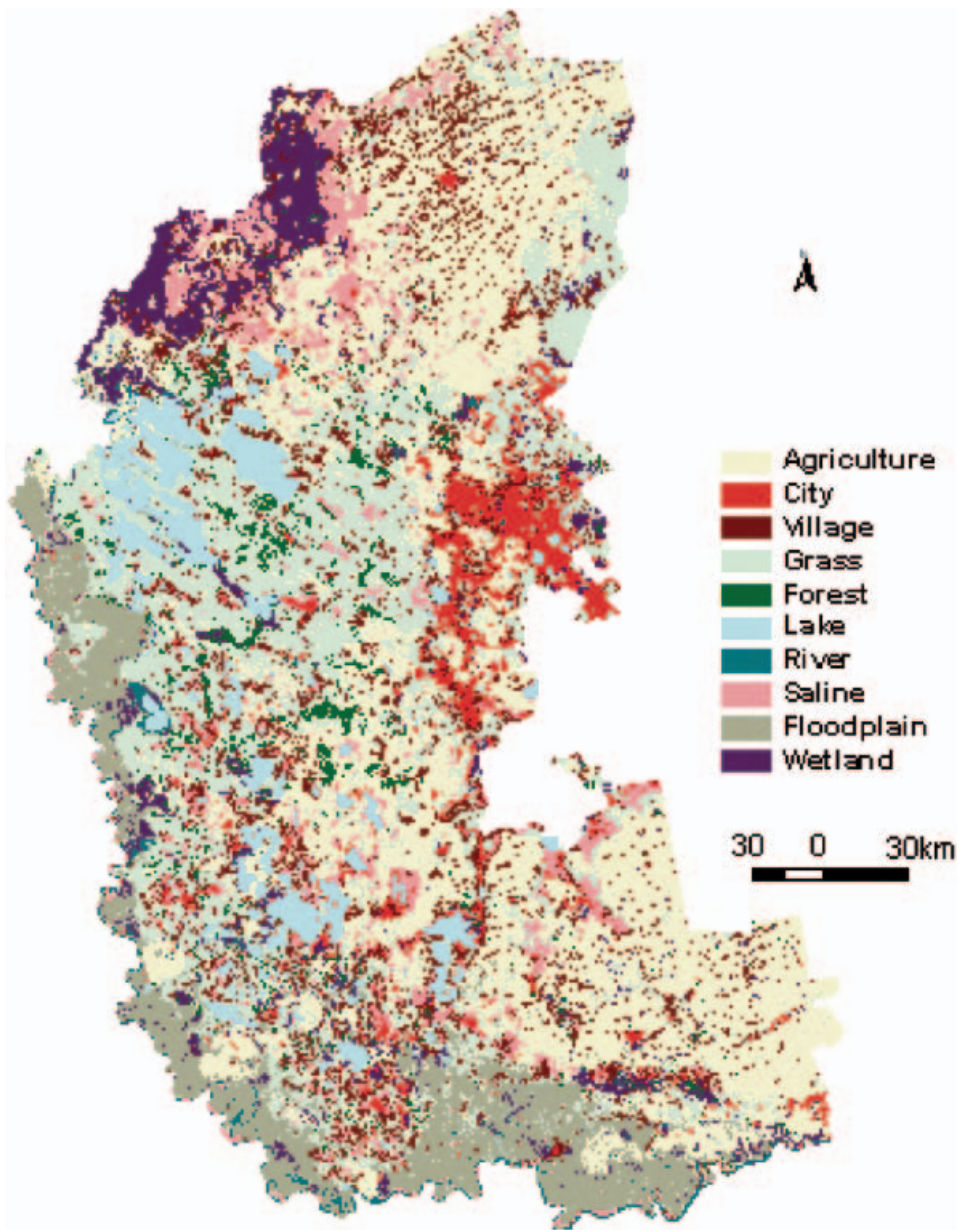 Agriculture
City
Village
Grass
Forest
Lake
River
Saline
Floodplain
Wetland
30 0 30km